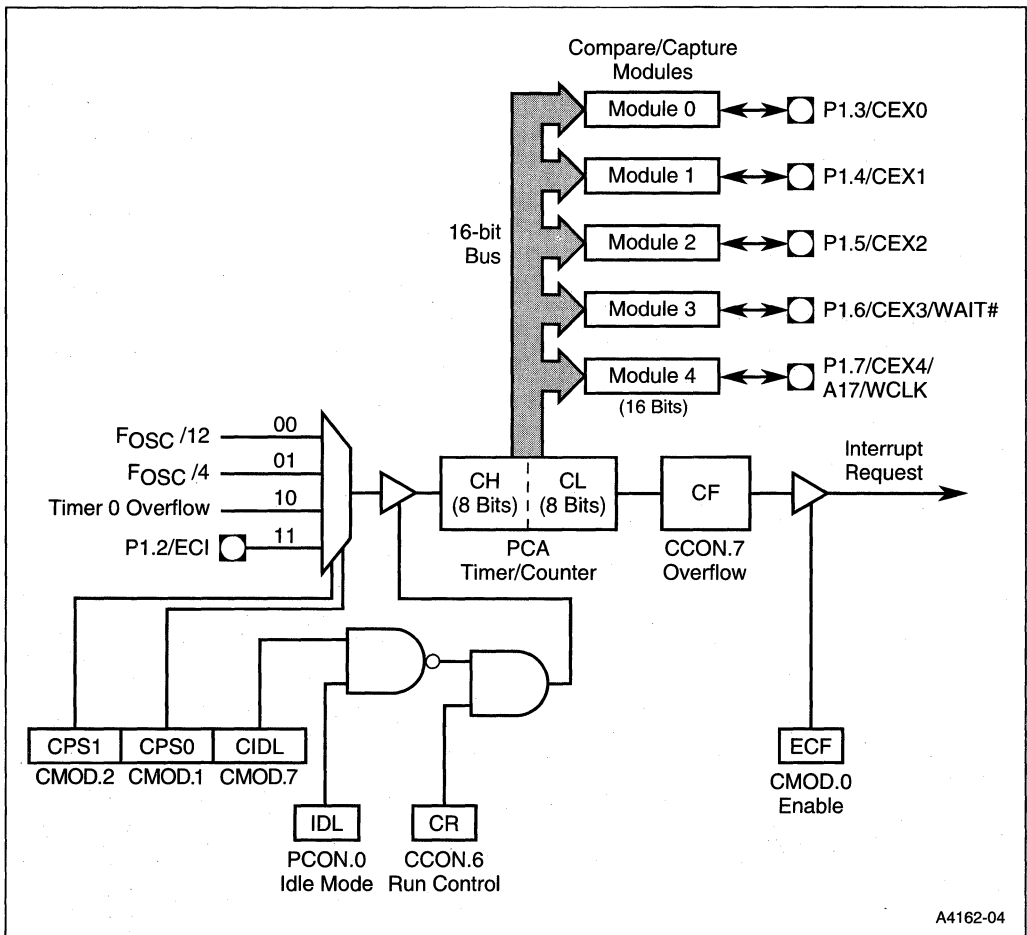 Compare/Capture
Modules
Module 0
P1.3/CEX0
Module 1
P1.4/CEX1
16-bit
Bus
Module 2
P1.5/CEX2
Module 3
P1.6/CEX3/WAIT#
Module 4
(16 Bits)
P1.7/CEX4/
A17/WCLK
FOSC /12
00
FOSC /4
01
Timer 0 Overflow
10
P1.2/ECI
11
CH
(8 Bits)
CL
(8 Bits)
PCA
Timer/Counter
CF
CCON.7
Overflow
Interrupt
Request
CPS1
CPS0
CIDL
CMOD.2
CMOD.1
CMOD.7
ECF
CMOD.0
Enable
IDL
PCON.0
Idle Mode
CR
CCON.6
Run Control
A4162-04